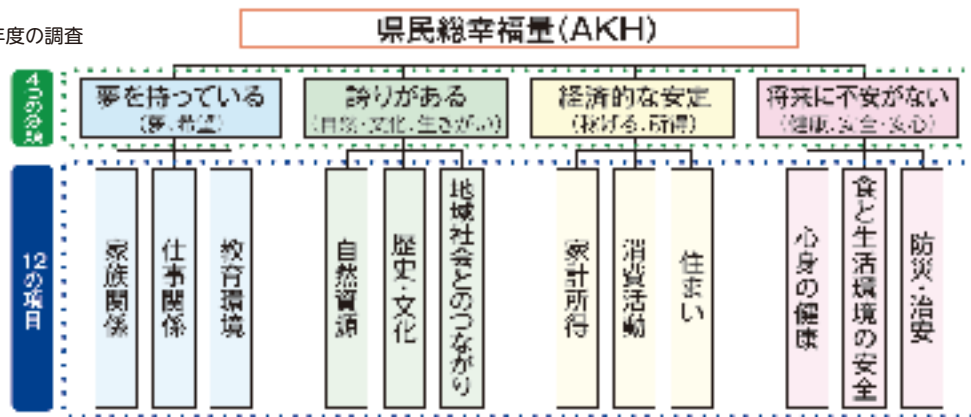 年度の調査
県民総幸福量(AKH)
4つの分類
夢を持っている
(夢、希望)
誇りがある
(自然・文化、生きがい)
経済的な安定
(稼げる、所得)
将来に不安がない
(健康、安全・安心)
12の項目
家族関係
仕事関係
教育環境
自然資源
歴史・文化
地域社会とのつながり
家計所得
消費活動
住まい
心身の健康
食と生活環境の安全
防災・治安